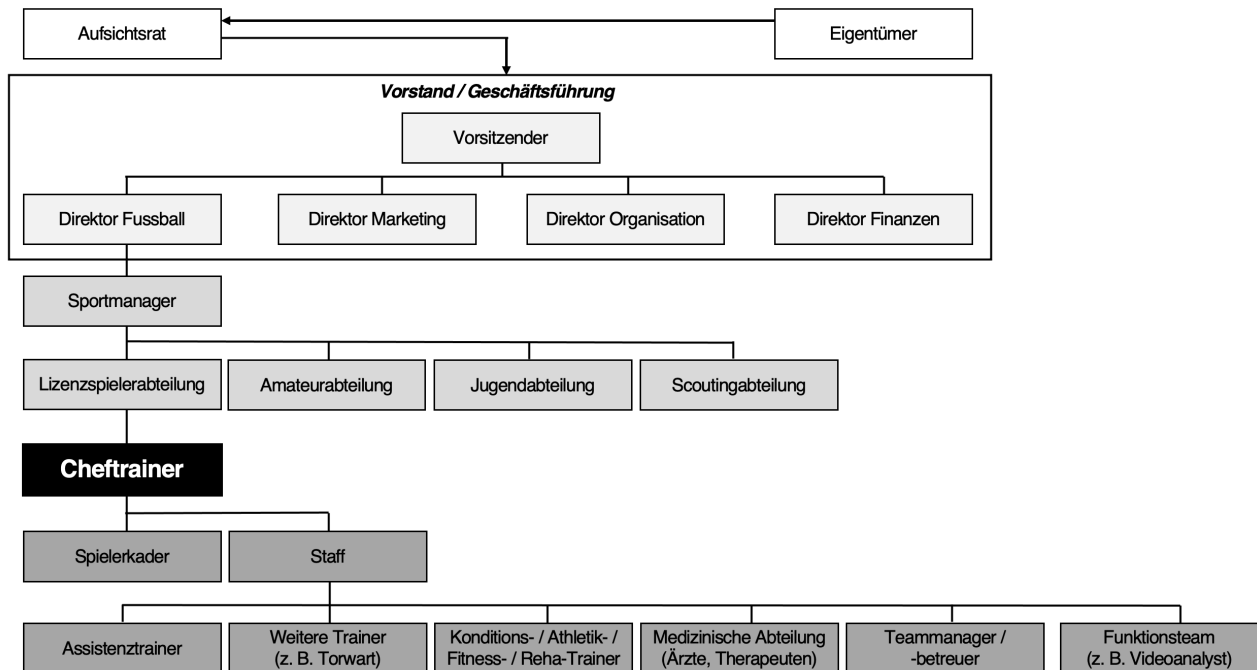 Aufsichtsrat
Eigentümer
Vorstand / Geschäftsführung
Vorsitzender
Direktor Fussball
Direktor Marketing
Direktor Organisation
Direktor Finanzen
Sportmanager
Lizenzspielerabteilung
Amateurabteilung
Jugendabteilung
Scoutingabteilung
Cheftrainer
Spielerkader
Staff
Assistenztrainer
Weitere Trainer
(z. B. Torwart)
Konditions- / Athletik- /
Fitness- / Reha-Trainer
Medizinische Abteilung
(Ärzte, Therapeuten)
Teammanager /
-betreuer
Funktionsteam
(z. B. Videoanalyst)